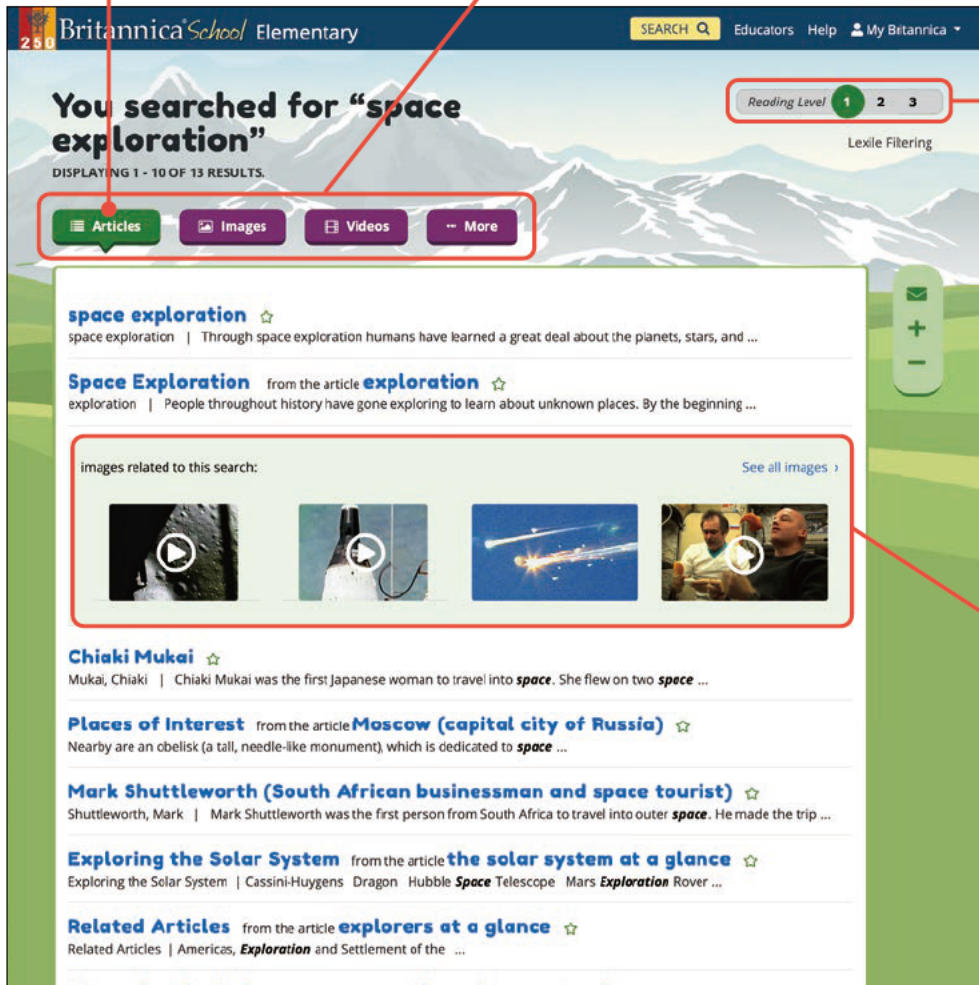 250 Britannica School Elementary SEARCH Educators Help My Britannica
You searched for “space
exploration”
DISPLAYING 1 - 10 OF 13 RESULTS.
Reading Level 1 2 3
Lexile Filtering
Articles Images Videos More
space exploration
space exploration | Through space exploration humans have learned a great deal about the planets, stars, and ...
Space Exploration from the article exploration
exploration | People throughout history have gone exploring to learn about unknown places. By the beginning ...
images related to this search: See all images ›
Chiaki Mukai
Mukai, Chiaki | Chiaki Mukai was the first Japanese woman to travel into space. She flew on two space ...
Places of Interest from the article Moscow (capital city of Russia)
Nearby are an obelisk (a tall, needle-like monument), which is dedicated to space ...
Mark Shuttleworth (South African businessman and space tourist)
Shuttleworth, Mark | Mark Shuttleworth was the first person from South Africa to travel into outer space. He made the trip ...
Exploring the Solar System from the article the solar system at a glance
Exploring the Solar System | Cassini-Huygens Dragon Hubble Space Telescope Mars Exploration Rover ...
Related Articles from the article explorers at a glance
Related Articles | Americas, Exploration and Settlement of the ...